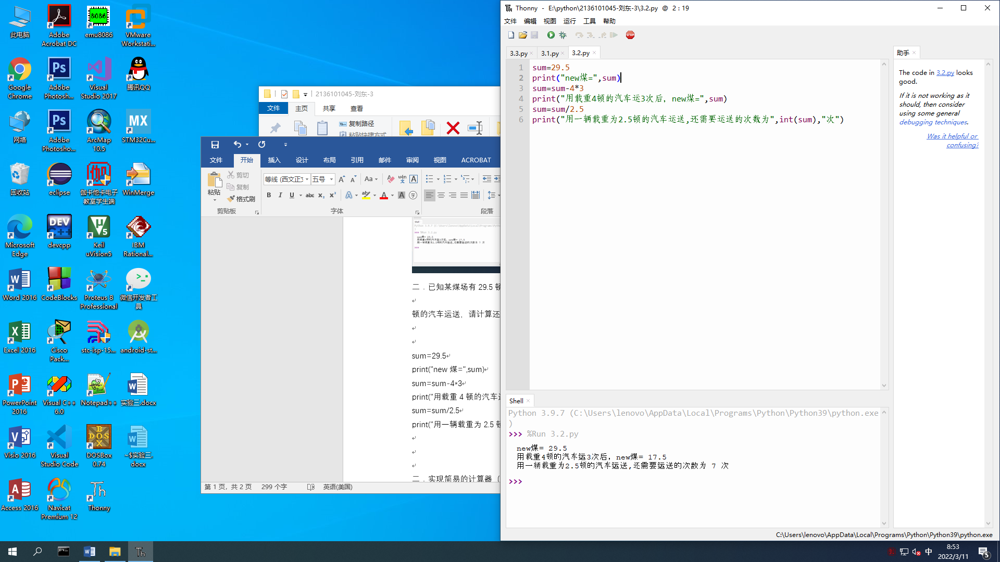 此电脑
Adobe Acrobat DC
emu8086
VMware Workstati...
Google Chrome
Adobe Photosh...
Visual Studio 2017
腾讯QQ
网络
Adobe Photosho...
ArcMap 10.5
STM32Cu...
回收站
eclipse
伽卡他卡电子教室学生端
WinMerge
Microsoft Edge
devcpp
Keil uVision5
IBM Rational...
Word 2016
CodeBlocks
Proteus 8 Professional
微信开发者工具
Excel 2016
Cisco Pack...
stc-isp-15...
android-st...
PowerPoint 2016
Visual C++ 6.0
Notepad++
实验三.docx
Visio 2016
Visual Studio Code
DOSBox 0.74
~$实验三.docx
Access 2016
Navicat Premium 12
Thonny
2136101045-刘东-3
文件 主页 共享 查看
复制路径
粘贴快捷方式
文件 开始 插入 设计 布局 引用 邮件 审阅 视图 ACROBAT
粘贴 剪切 复制 格式刷
等线 (西文正文 五号
剪贴板 字体 段落
二．已知某煤场有 29.5 顿
顿的汽车运送，请计算还
sum=29.5
print("new 煤=",sum)
sum=sum-4*3
print("用载重 4 顿的汽车运
sum=sum/2.5
print("用一辆载重为 2.5 顿
二．实现简易的计算器（
第 1 页，共 2 页 299 个字 英语(美国)
Thonny - E:\python\2136101045-刘东-3\3.2.py @ 2 : 19
文件 编辑 视图 运行 工具 帮助
3.3.py 3.1.py 3.2.py
1 sum=29.5
2 print("new煤=",sum)
3 sum=sum-4*3
4 print("用载重4顿的汽车运3次后，new煤=",sum)
5 sum=sum/2.5
6 print("用一辆载重为2.5顿的汽车运送,还需要运送的次数为",int(sum),"次")
助手
The code in 3.2.py looks
good.
If it is not working as it
should, then consider
using some general
debugging techniques.
Was it helpful or
confusing?
Shell
Python 3.9.7 (C:\Users\lenovo\AppData\Local\Programs\Python\Python39\python.exe
)
>>> %Run 3.2.py
new煤= 29.5
用载重4顿的汽车运3次后，new煤= 17.5
用一辆载重为2.5顿的汽车运送,还需要运送的次数为 7 次
>>>
C:\Users\lenovo\AppData\Local\Programs\Python\Python39\python.exe
中
8:53
2022/3/11
5